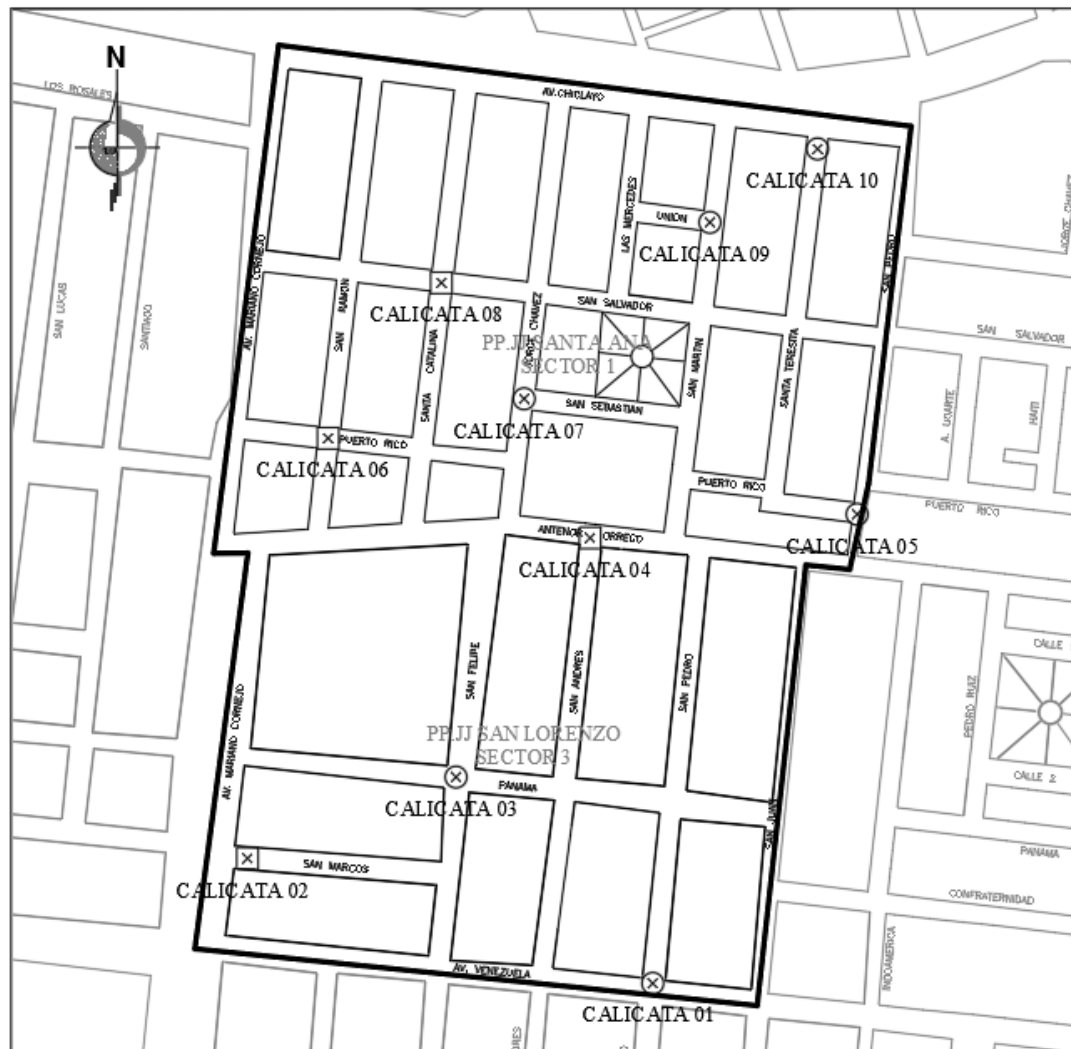 N
LOS ROSALES
AV.CHICLAYO
CALICATA 10
LAS MERCEDES
UNION
CALICATA 09
JORGE CHAVEZ
SAN LUCAS
SANTIAGO
AV. MARIANO CORNEJO
SAN RAMON
SANTA CATALINA
CALICATA 08
JORGE CHAVEZ
SAN SALVADOR
PP.JJ SANTA ANA
SECTOR 1
SAN MARTIN
SANTA TERESITA
SAN PEDRO
SAN SALVADOR
A. UGARTE
HAITI
SAN SEBASTIAN
CALICATA 07
PUERTO RICO
CALICATA 06
PUERTO RICO
PUERTO RICO
ANTENOR ORREGO
CALICATA 04
CALICATA 05
SAN FELIPE
SAN ANDRES
SAN PEDRO
CALLE
PEDRO RUIZ
AV. MARIANO CORNEJO
PP.JJ SAN LORENZO
SECTOR 3
CALLE 2
PANAMA
CALICATA 03
SAN JUAN
PANAMA
SAN MARCOS
CALICATA 02
CONFRATERNIDAD
INDOAMERICA
AV. VENEZUELA
CALICATA 01